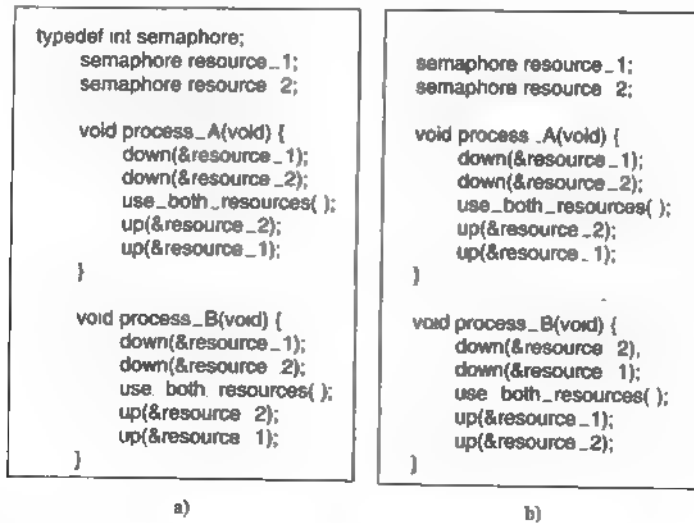 typedef int semaphore;
semaphore resource_1;
semaphore resource 2;
void process_A(void) {
down(&resource_1);
down(&resource_2);
use_both_resources( );
up(&resource_2);
up(&resource_1);
}
void process_B(void) {
down(&resource_1);
down(&resource 2);
use both resources( );
up(&resource 2);
up(&resource 1);
}
a)
semaphore resource_1;
semaphore resource 2;
void process _A(void) {
down(&resource_1);
down(&resource_2);
use_both_resources( );
up(&resource_2);
up(&resource_1);
}
void process_B(void) {
down(&resource 2),
down(&resource 1);
use both_resources( );
up(&resource_1);
up(&resource_2);
}
b)